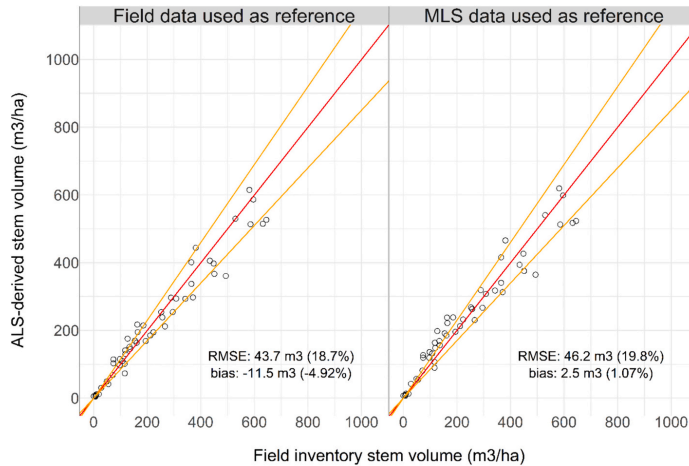 Field data used as reference
MLS data used as reference
ALS-derived stem volume (m3/ha)
1000
800
600
400
200
0
RMSE: 43.7 m3 (18.7%)
bias: -11.5 m3 (-4.92%)
RMSE: 46.2 m3 (19.8%)
bias: 2.5 m3 (1.07%)
0 200 400 600 800 1000
0 200 400 600 800 1000
Field inventory stem volume (m3/ha)